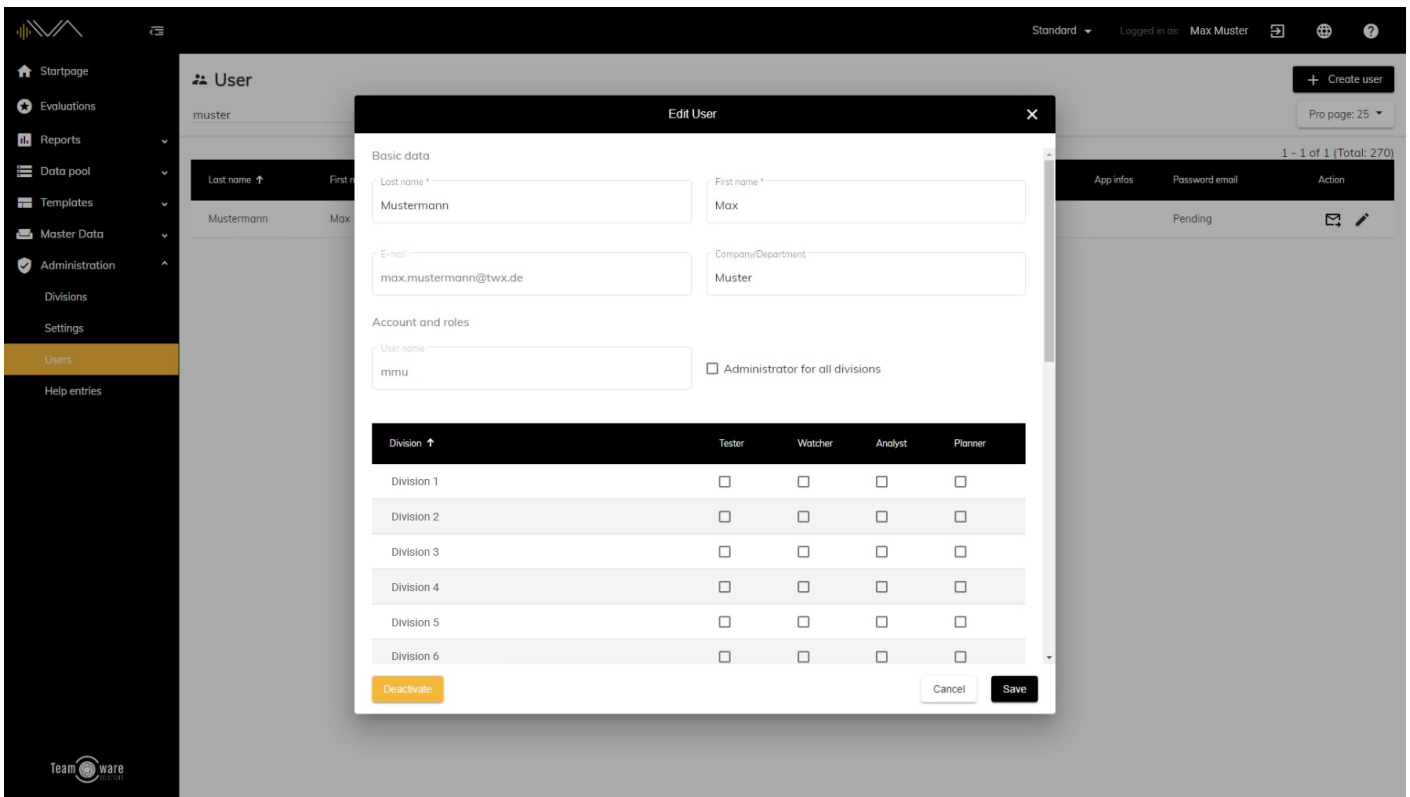 Standard Logged in as: Max Muster
Startpage
Evaluations
Reports
Data pool
Templates
Master Data
Administration
Divisions
Settings
Users
Help entries
Team ware
SOLUTIONS
User
+ Create user
muster
Pro page: 25
1 - 1 of 1 (Total: 270)
Last name First n App infos Password email Action
Mustermann Max Pending
Edit User
Basic data
Last name * First name *
Mustermann Max
E-mail Company/Department
max.mustermann@twx.de Muster
Account and roles
User name
mmu Administrator for all divisions
Division Tester Watcher Analyst Planner
Division 1
Division 2
Division 3
Division 4
Division 5
Division 6
Deactivate Cancel Save